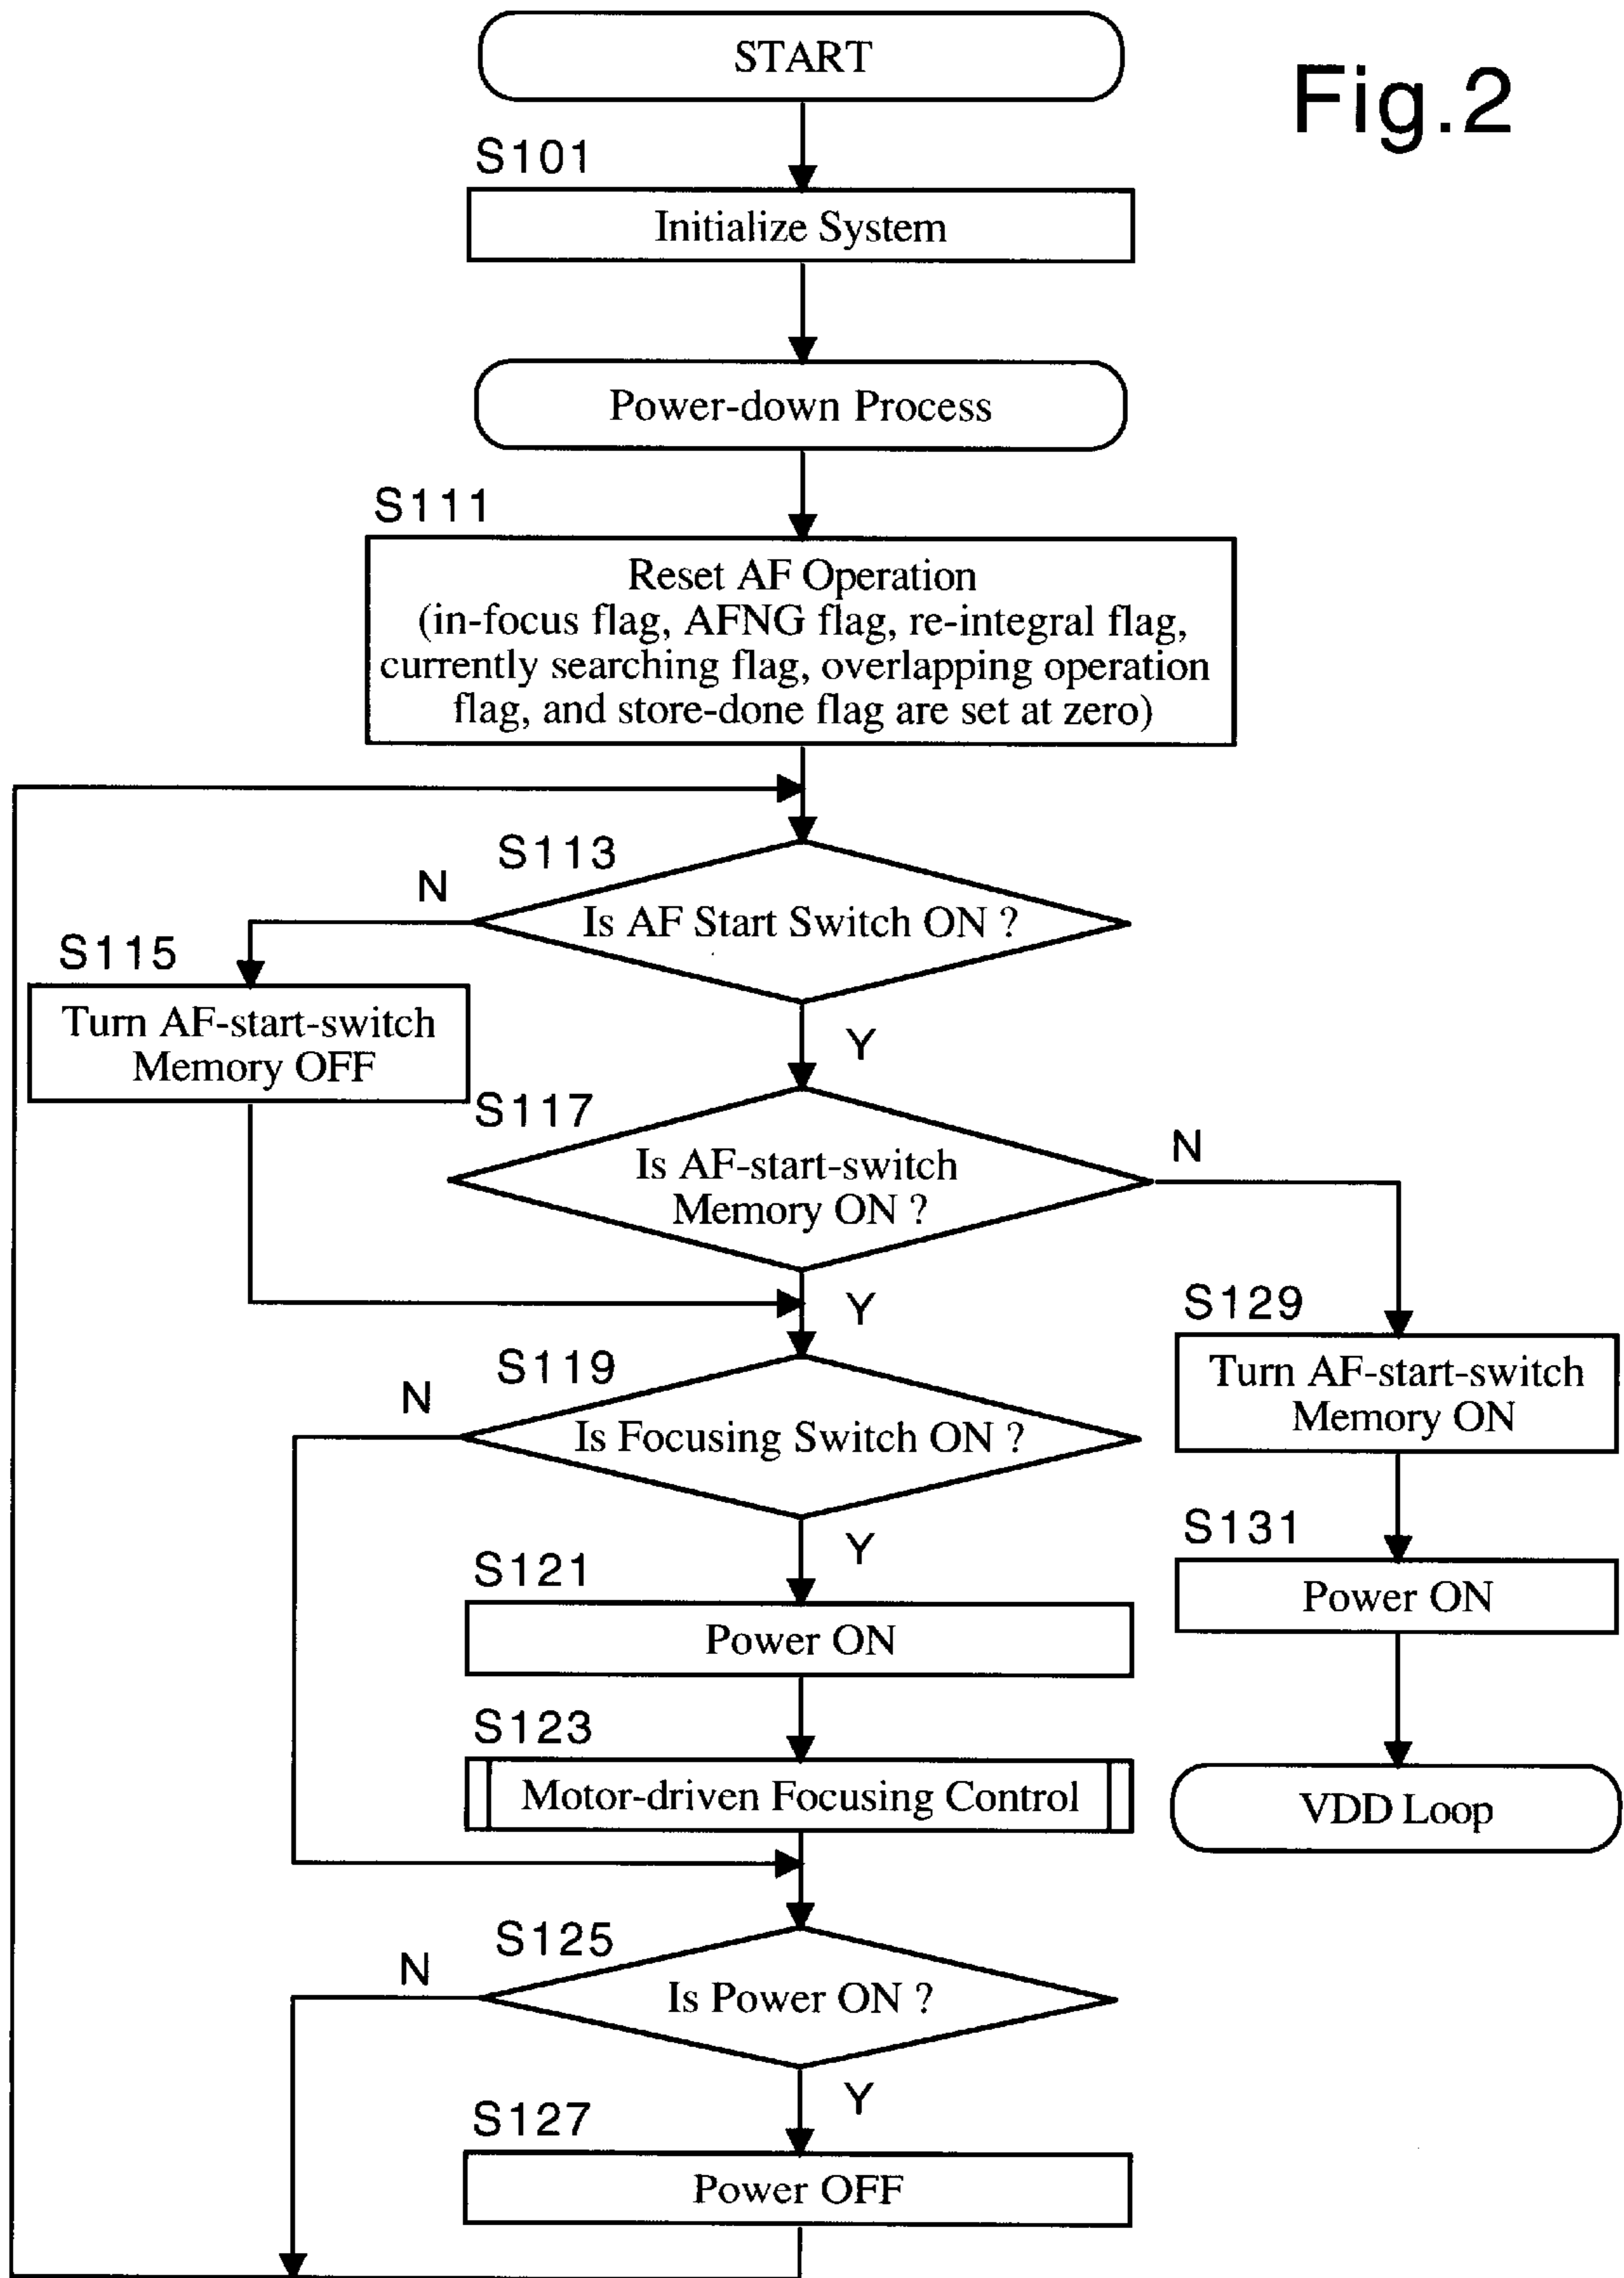 START
Fig.2
S101
Initialize System
Power-down Process
S111
Reset AF Operation
(in-focus flag, AFNG flag, re-integral flag,
currently searching flag, overlapping operation
flag, and store-done flag are set at zero)
S113
N
Is AF Start Switch ON ?
S115
Turn AF-start-switch
Memory OFF
Y
S117
Is AF-start-switch
Memory ON ?
N
Y
S129
Turn AF-start-switch
Memory ON
S119
N
Is Focusing Switch ON ?
Y
S131
Power ON
S121
Power ON
S123
Motor-driven Focusing Control
VDD Loop
S125
N
Is Power ON ?
Y
S127
Power OFF